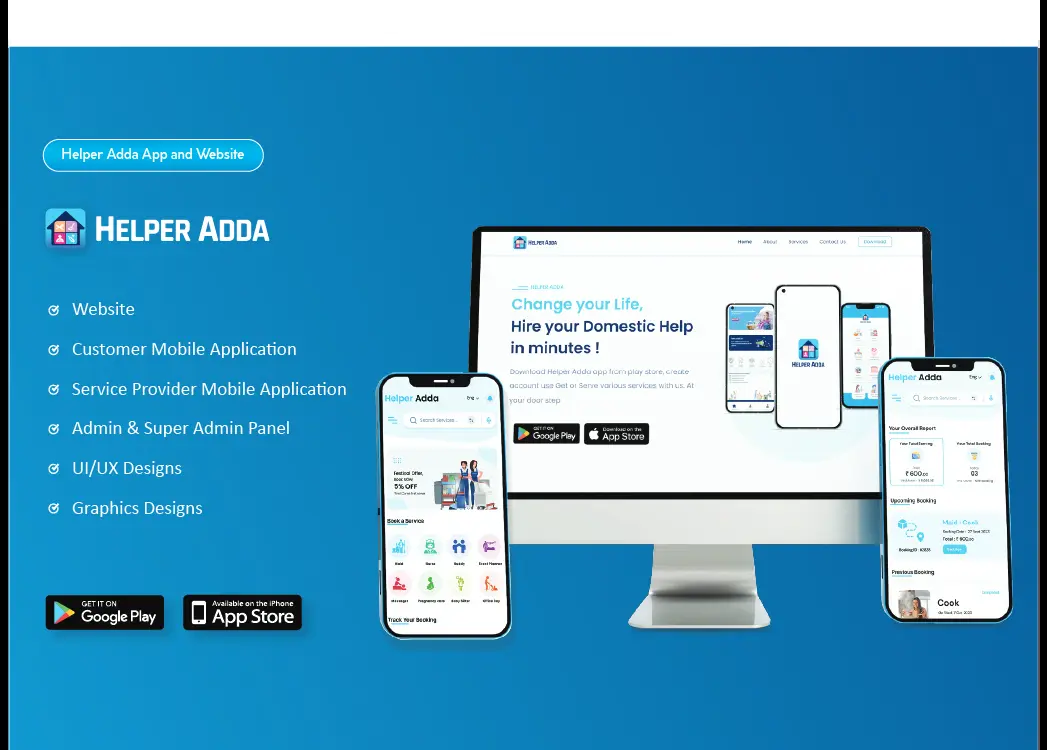 Helper Adda App and Website
HELPER ADDA
Website
Customer Mobile Application
Service Provider Mobile Application
Admin & Super Admin Panel
UI/UX Designs
Graphics Designs
GET IT ON
Google Play
Available on the iPhone
App Store
HELPER ADDA
Home About Services Contact Us Download
HELPER ADDA
Change your Life,
Hire your Domestic Help
in minutes !
Download Helper Adda app from play store, create
account use Get or Serve various services with us. At
your door step
GET IT ON
Google Play
Download on the
App Store
HELPER ADDA
Helper Adda
Eng
Search Services...
Festival Offer,
Book Now
5% OFF
Book a Service
Maid
Nurse
Elderly
Event Planner
Massager
Pregnancy Care
Baby Sitter
Office Boy
Track Your Booking
Helper Adda
Eng
Search Services...
Your Overall Report
Your Total Earning
Your Total Booking
₹ 600.00
03
Upcoming Booking
Maid - Cook
Total : ₹ 600.00
Previous Booking
Cook